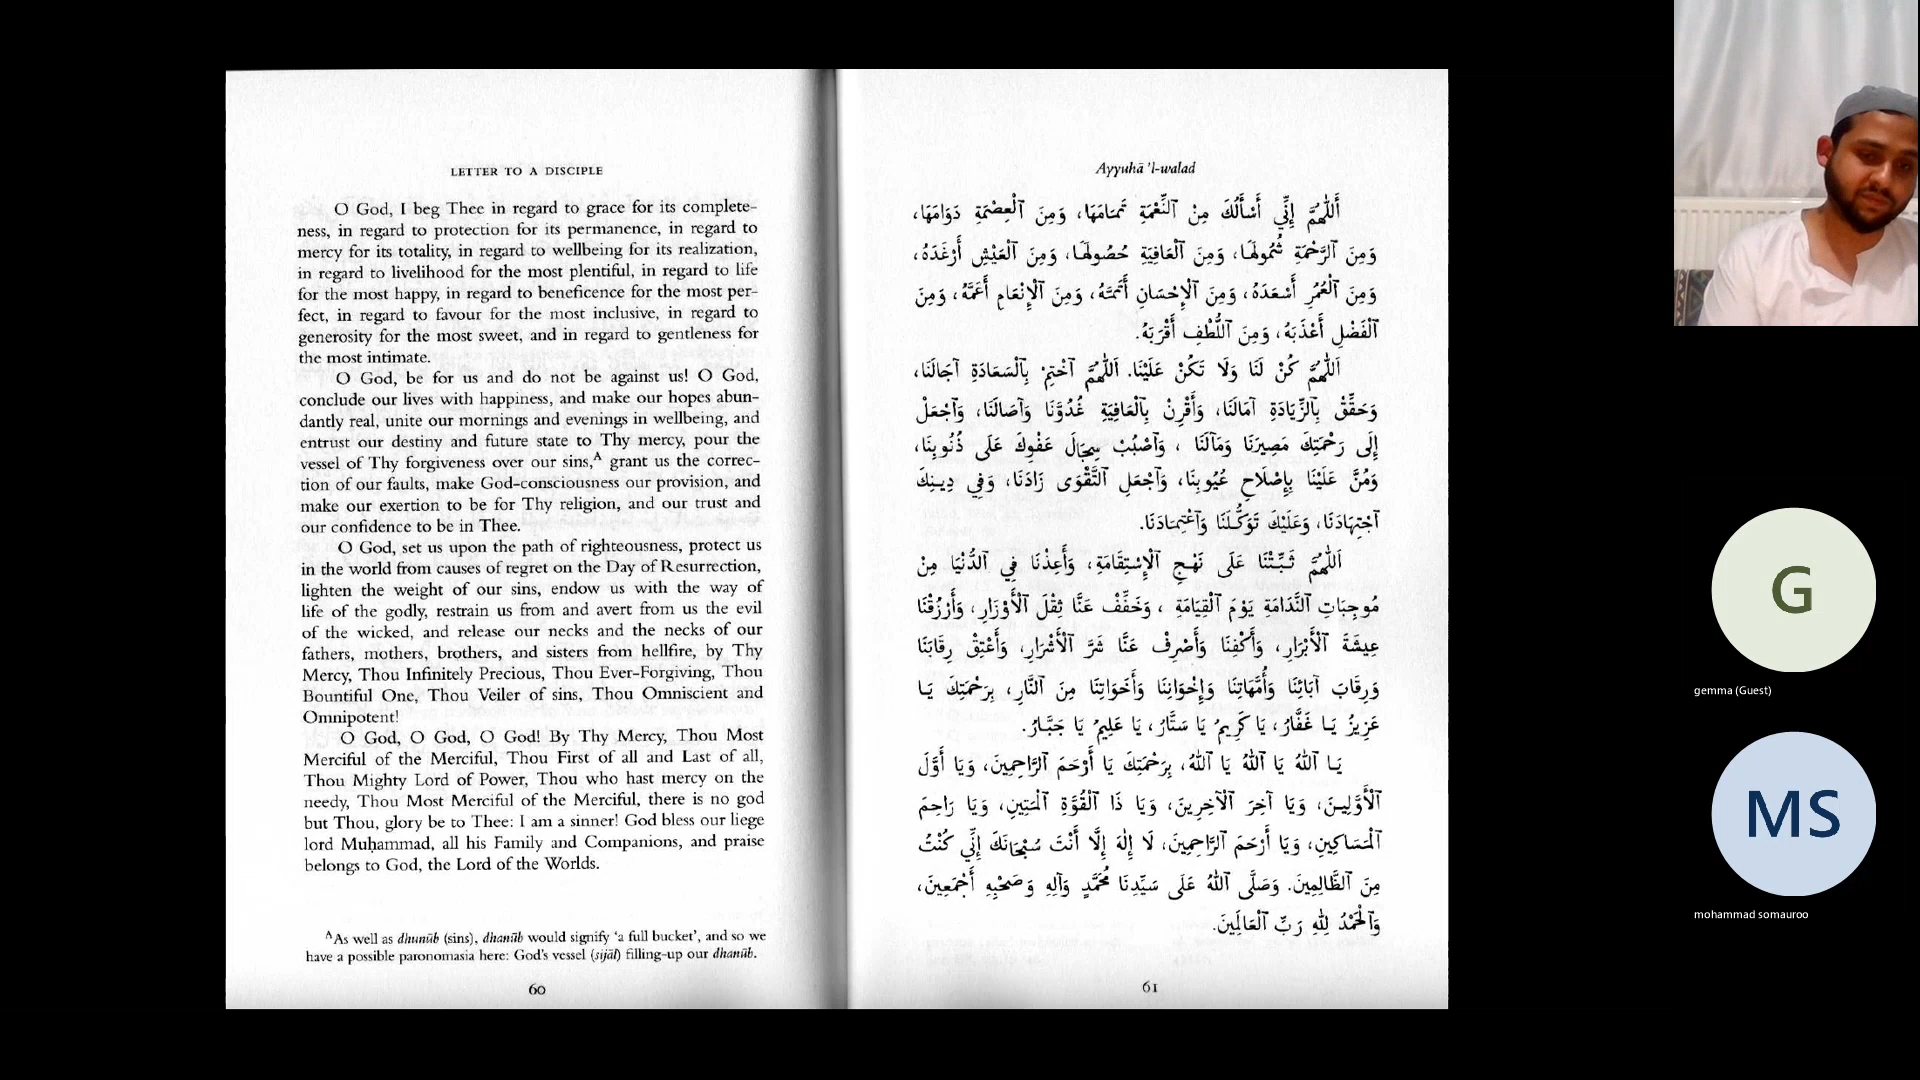 LETTER TO A DISCIPLE
O God, I beg Thee in regard to grace for its complete-
ness, in regard to protection for its permanence, in regard to
mercy for its totality, in regard to wellbeing for its realization,
in regard to livelihood for the most plentiful, in regard to life
for the most happy, in regard to beneficence for the most per-
fect, in regard to favour for the most inclusive, in regard to
generosity for the most sweet, and in regard to gentleness for
the most intimate.
O God, be for us and do not be against us! O God,
conclude our lives with happiness, and make our hopes abun-
dantly real, unite our mornings and evenings in wellbeing, and
entrust our destiny and future state to Thy mercy, pour the
vessel of Thy forgiveness over our sins,ᴬ grant us the correc-
tion of our faults, make God-consciousness our provision, and
make our exertion to be for Thy religion, and our trust and
our confidence to be in Thee.
O God, set us upon the path of righteousness, protect us
in the world from causes of regret on the Day of Resurrection,
lighten the weight of our sins, endow us with the way of
life of the godly, restrain us from and avert from us the evil
of the wicked, and release our necks and the necks of our
fathers, mothers, brothers, and sisters from hellfire, by Thy
Mercy, Thou Infinitely Precious, Thou Ever-Forgiving, Thou
Bountiful One, Thou Veiler of sins, Thou Omniscient and
Omnipotent!
O God, O God, O God! By Thy Mercy, Thou Most
Merciful of the Merciful, Thou First of all and Last of all,
Thou Mighty Lord of Power, Thou who hast mercy on the
needy, Thou Most Merciful of the Merciful, there is no god
but Thou, glory be to Thee: I am a sinner! God bless our liege
lord Muḥammad, all his Family and Companions, and praise
belongs to God, the Lord of the Worlds.
ᴬAs well as dhunūb (sins), dhanūb would signify ‘a full bucket’, and so we
have a possible paronomasia here: God's vessel (sijāl) filling-up our dhanūb.
60
Ayyuhā 'l-walad
أَللّٰهُمَّ إِنِّي أَسْأَلُكَ مِنْ ٱلنِّعْمَةِ تَمَامَهَا، وَمِنَ ٱلْعِصْمَةِ دَوَامَهَا،
وَمِنَ ٱلرَّحْمَةِ شُمُولَهَا، وَمِنَ ٱلْعَافِيَةِ حُصُولَهَا، وَمِنَ ٱلْعَيْشِ أَرْغَدَهُ،
وَمِنَ ٱلْعُمْرِ أَسْعَدَهُ، وَمِنَ ٱلْإِحْسَانِ أَتَمَّهُ، وَمِنَ ٱلْإِنْعَامِ أَعَمَّهُ، وَمِنَ
ٱلْفَضْلِ أَعْذَبَهُ، وَمِنَ ٱللُّطْفِ أَقْرَبَهُ.
اَللّٰهُمَّ كُنْ لَنَا وَلَا تَكُنْ عَلَيْنَا. اَللّٰهُمَّ ٱخْتِمْ بِٱلسَّعَادَةِ آجَالَنَا،
وَحَقِّقْ بِٱلزِّيَادَةِ آمَالَنَا، وَٱقْرِنْ بِٱلْعَافِيَةِ غُدُوَّنَا وَآصَالَنَا، وَٱجْعَلْ
إِلَى رَحْمَتِكَ مَصِيرَنَا وَمَآلَنَا ، وَٱصْبُبْ سِجَالَ عَفْوِكَ عَلَى ذُنُوبِنَا،
وَمُنَّ عَلَيْنَا بِإِصْلَاحِ عُيُوبِنَا، وَٱجْعَلِ ٱلتَّقْوَى زَادَنَا، وَفِي دِينِكَ
ٱجْتِهَادَنَا، وَعَلَيْكَ تَوَكُّلَنَا وَٱعْتِمَادَنَا.
اَللّٰهُمَّ ثَبِّتْنَا عَلَى نَهْجِ ٱلْإِسْتِقَامَةِ، وَأَعِذْنَا فِي ٱلدُّنْيَا مِنْ
مُوجِبَاتِ ٱلنَّدَامَةِ يَوْمَ ٱلْقِيَامَةِ ، وَخَفِّفْ عَنَّا ثِقْلَ ٱلْأَوْزَارِ، وَٱرْزُقْنَا
عِيشَةَ ٱلْأَبْرَارِ، وَٱكْفِنَا وَٱصْرِفْ عَنَّا شَرَّ ٱلْأَشْرَارِ، وَأَعْتِقْ رِقَابَنَا
وَرِقَابَ آبَائِنَا وَأُمَّهَاتِنَا وَإِخْوَانِنَا وَأَخَوَاتِنَا مِنَ ٱلنَّارِ، بِرَحْمَتِكَ يَا
عَزِيزُ يَا غَفَّارُ، يَا كَرِيمُ يَا سَتَّارُ، يَا عَلِيمُ يَا جَبَّارُ.
يَا ٱللّٰهُ يَا ٱللّٰهُ يَا ٱللّٰهُ، بِرَحْمَتِكَ يَا أَرْحَمَ ٱلرَّاحِمِينَ، وَيَا أَوَّلَ
ٱلْأَوَّلِينَ، وَيَا آخِرَ ٱلْآخِرِينَ، وَيَا ذَا ٱلْقُوَّةِ ٱلْمَتِينِ، وَيَا رَاحِمَ
ٱلْمَسَاكِينِ، وَيَا أَرْحَمَ ٱلرَّاحِمِينَ، لَا إِلٰهَ إِلَّا أَنْتَ سُبْحَانَكَ إِنِّي كُنْتُ
مِنَ ٱلظَّالِمِينَ. وَصَلَّى ٱللّٰهُ عَلَى سَيِّدِنَا مُحَمَّدٍ وَآلِهِ وَصَحْبِهِ أَجْمَعِينَ،
وَٱلْحَمْدُ لِلّٰهِ رَبِّ ٱلْعَالَمِينَ.
61
G
gemma (Guest)
MS
mohammad somauroo